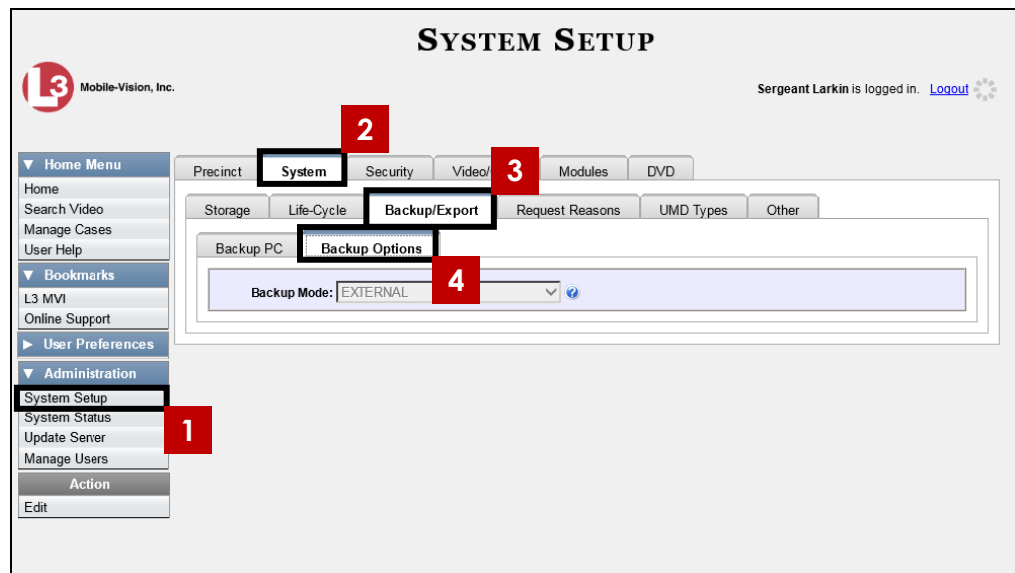 SYSTEM SETUP
L3 Mobile-Vision, Inc.
Sergeant Larkin is logged in. Logout
2
3
▼ Home Menu
Precinct System Security Video/ Modules DVD
Home
Search Video
Storage Life-Cycle Backup/Export Request Reasons UMD Types Other
Manage Cases
User Help
Backup PC Backup Options
▼ Bookmarks
4
L3 MVI
Backup Mode: EXTERNAL ?
Online Support
► User Preferences
▼ Administration
System Setup
System Status
1
Update Server
Manage Users
Action
Edit